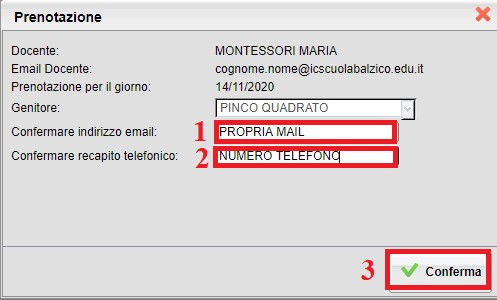 Prenotazione
Docente: MONTESSORI MARIA
Email Docente: cognome.nome@icscuolabalzico.edu.it
Prenotazione per il giorno: 14/11/2020
Genitore: PINCO QUADRATO
Confermare indirizzo email: 1 PROPRIA MAIL
Confermare recapito telefonico: 2 NUMERO TELEFONO
3 Conferma